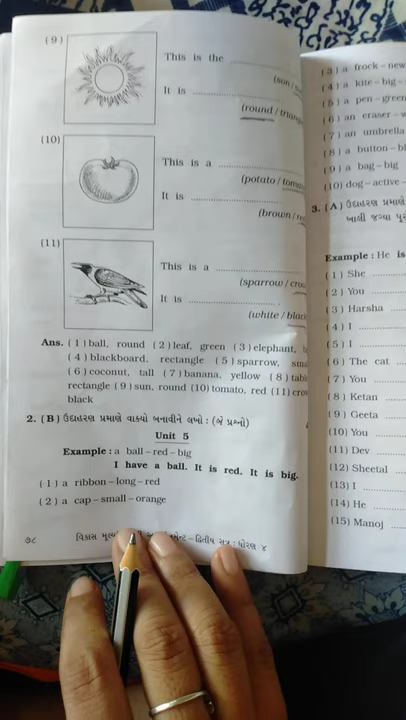 (9)
This is the ..................
(sun /
It is ..................
(round /
(10)
This is a ..................
(potato /
It is ..................
(brown /
(11)
This is a ..................
(sparrow /
It is ..................
(white /
Ans. (1) ball, round (2) leaf, green (3) elephant,
(4) blackboard, rectangle (5) sparrow,
(6) coconut, tall (7) banana, yellow (8)
rectangle (9) sun, round (10) tomato, red (11)
black
2. (B) ઉદાહરણ પ્રમાણે વાક્યો બનાવીને લખો : (બે પ્રશ્નો)
Unit 5
Example : a ball – red – big
I have a ball. It is red. It is big.
(1) a ribbon – long – red
(2) a cap – small – orange
૭૮ વિકાસ – દ્વિતીય સત્ર : ધોરણ ૪
(3) a frock – new
(4) a kite – big –
(5) a pen – green
(6) an eraser –
(7) an umbrella
(8) a button –
(9) a bag – big
(10) dog – active –
3. (A) ઉદાહરણ પ્રમાણે
ખાલી જગ્યા
Example : He is
(1) She ..........
(2) You ..........
(3) Harsha ..........
(4) I ..........
(5) I ..........
(6) The cat ..........
(7) You ..........
(8) Ketan ..........
(9) Geeta ..........
(10) You ..........
(11) Dev ..........
(12) Sheetal ..........
(13) I ..........
(14) He ..........
(15) Manoj ..........